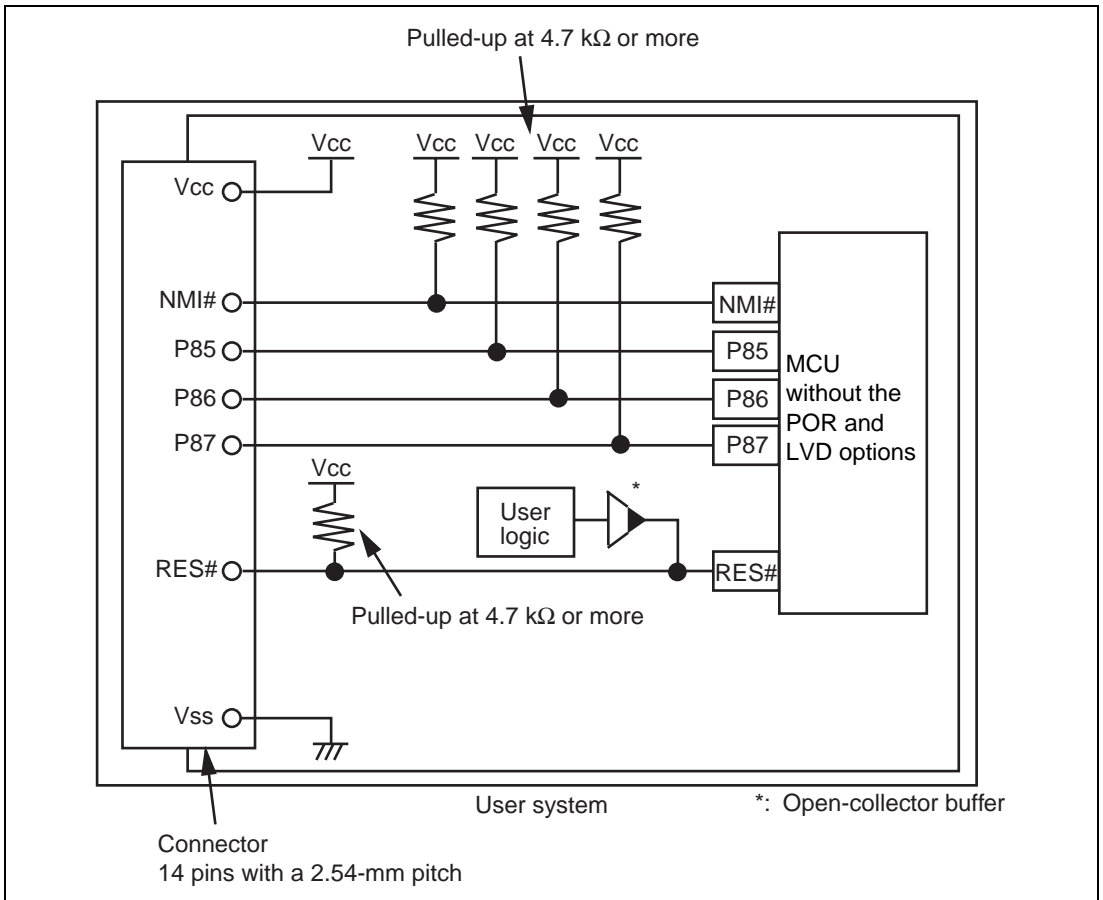 Pulled-up at 4.7 kΩ or more
Vcc
Vcc Vcc Vcc Vcc
Vcc
NMI#
NMI#
P85
P85
P86
P86
P87
P87
MCU
without the
POR and
LVD options
Vcc
User
logic
*
RES#
RES#
Pulled-up at 4.7 kΩ or more
Vss
User system
*: Open-collector buffer
Connector
14 pins with a 2.54-mm pitch